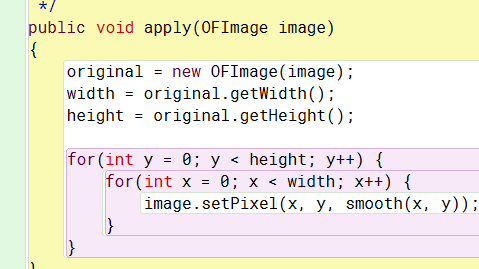 */
public void apply(OFImage image)
{
original = new OFImage(image);
width = original.getWidth();
height = original.getHeight();
for(int y = 0; y < height; y++) {
for(int x = 0; x < width; x++) {
image.setPixel(x, y, smooth(x, y));
}
}
}